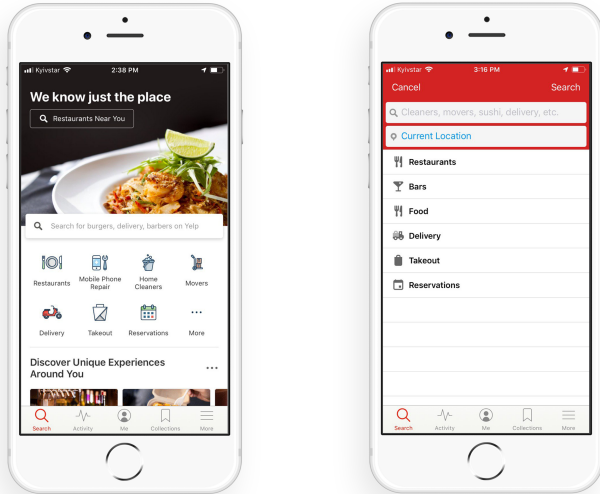 Kyivstar 2:38 PM
We know just the place
Restaurants Near You
Search for burgers, delivery, barbers on Yelp
Restaurants
Mobile Phone
Repair
Home
Cleaners
Movers
Delivery
Takeout
Reservations
More
Discover Unique Experiences
Around You
Search
Activity
Me
Collections
More
Kyivstar 3:16 PM
Cancel
Search
Cleaners, movers, sushi, delivery, etc.
Current Location
Restaurants
Bars
Food
Delivery
Takeout
Reservations
Search
Activity
Me
Collections
More